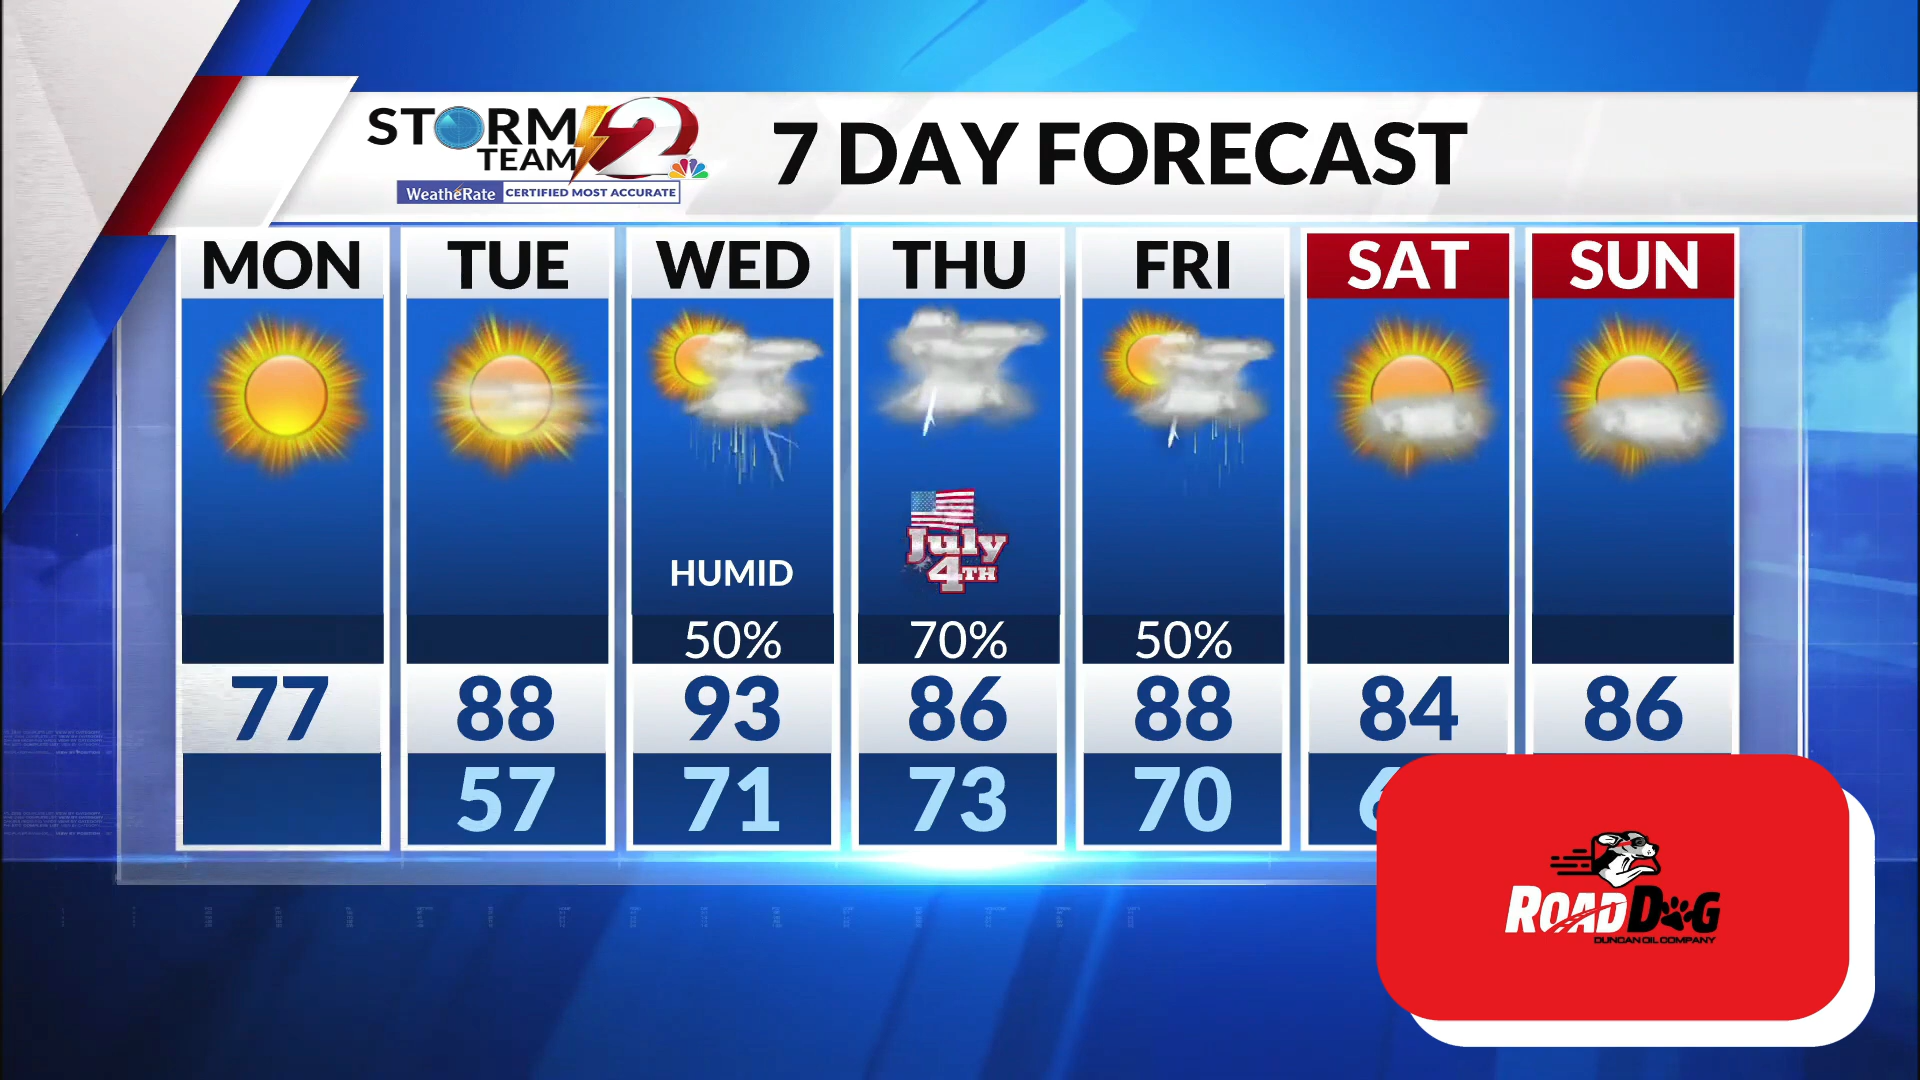 STORM
TEAM 2
WeatheRate CERTIFIED MOST ACCURATE
7 DAY FORECAST
MON TUE WED THU FRI SAT SUN
HUMID
July
4TH
50% 70% 50%
77 88 93 86 88 84 86
57 71 73 70
ROAD DOG
DUNCAN OIL COMPANY